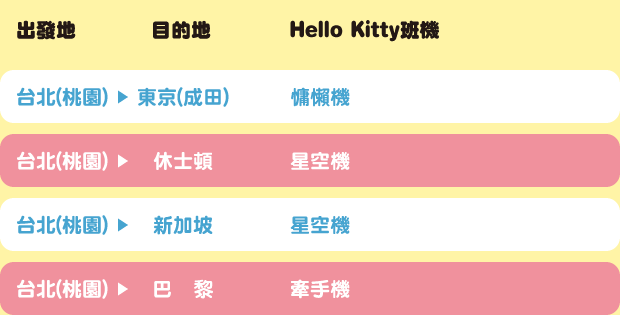 出發地 目的地 Hello Kitty班機
台北(桃園) ▶ 東京(成田) 慵懶機
台北(桃園) ▶ 休士頓 星空機
台北(桃園) ▶ 新加坡 星空機
台北(桃園) ▶ 巴 黎 牽手機